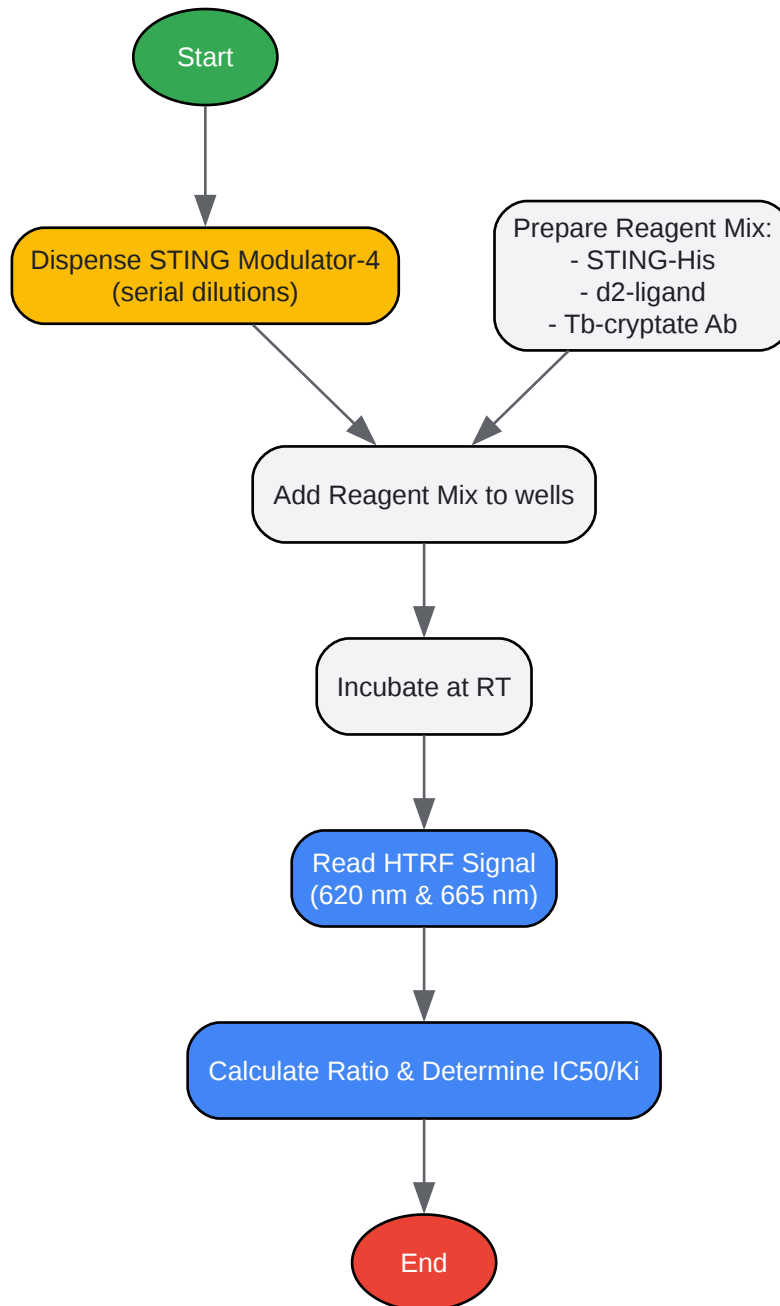 Start
Dispense STING Modulator-4
(serial dilutions)
Prepare Reagent Mix:
- STING-His
- d2-ligand
- Tb-cryptate Ab
Add Reagent Mix to wells
Incubate at RT
Read HTRF Signal
(620 nm & 665 nm)
Calculate Ratio & Determine IC50/Ki
End